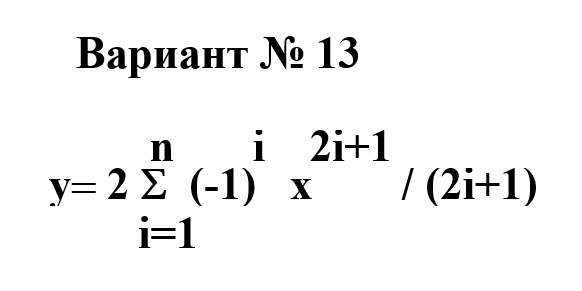 Вариант № 13
n i 2i+1
y= 2 Σ (-1) x / (2i+1)
i=1